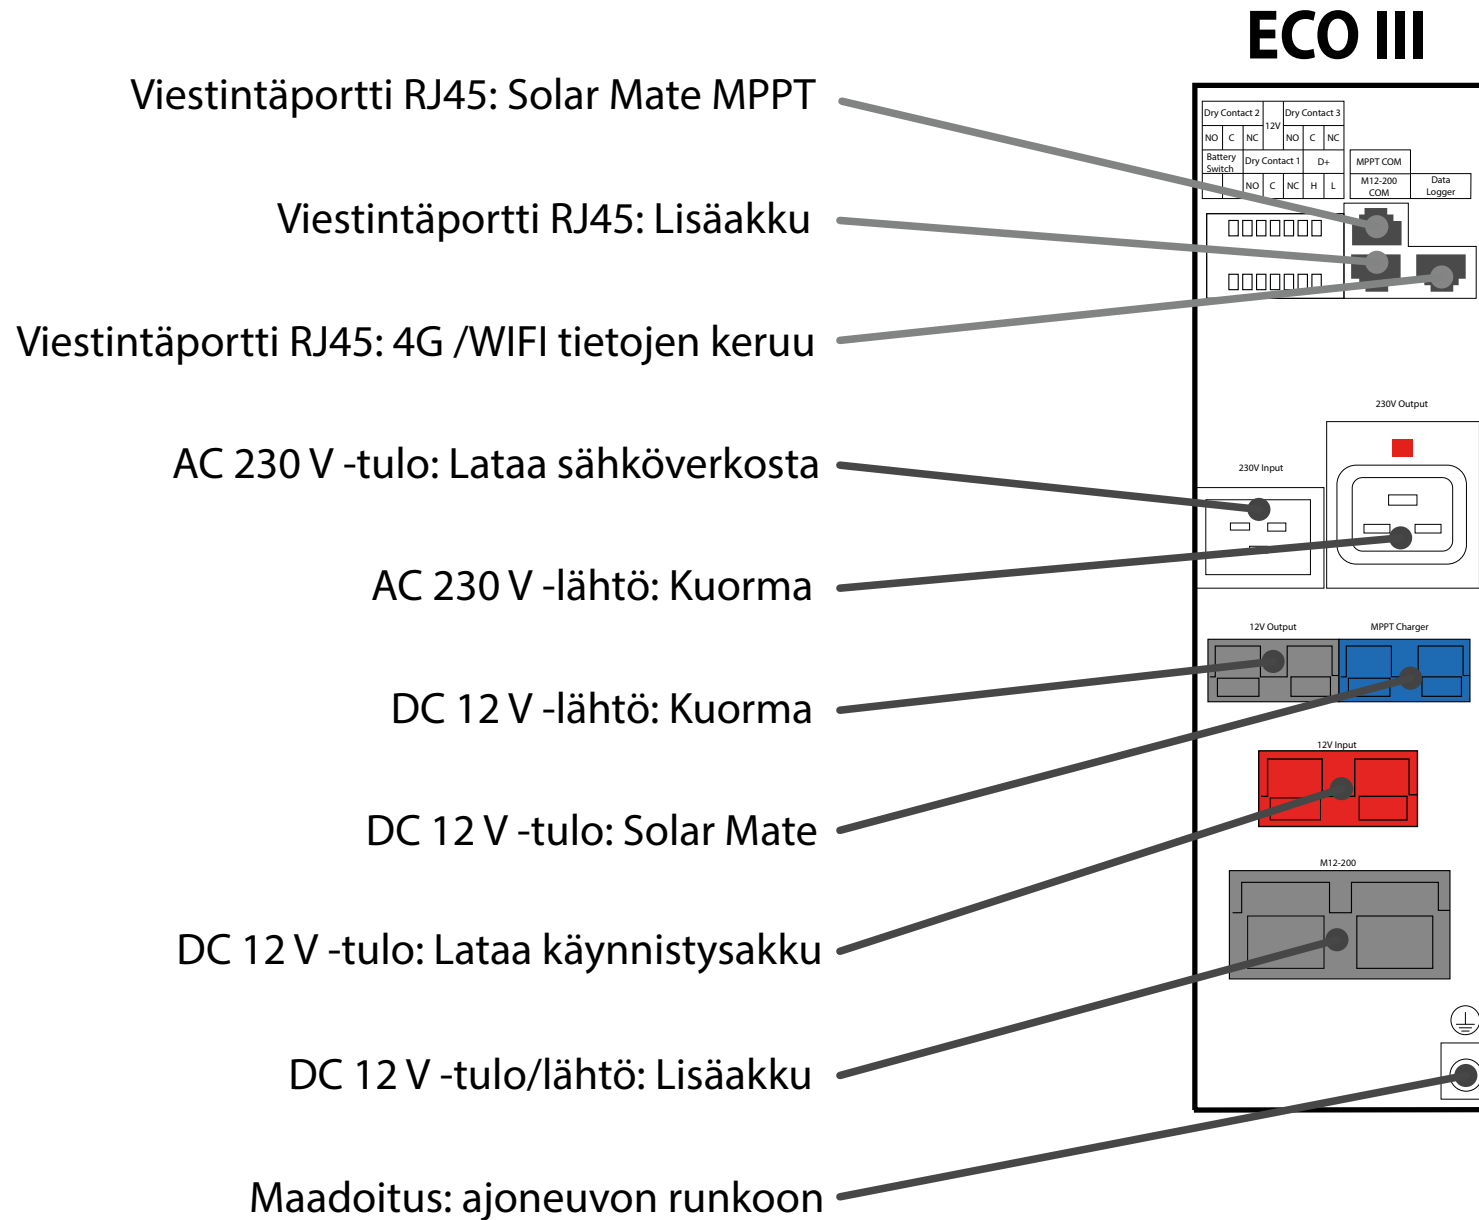 ECO III
Viestintäportti RJ45: Solar Mate MPPT
Viestintäportti RJ45: Lisäakku
Viestintäportti RJ45: 4G /WIFI tietojen keruu
AC 230 V -tulo: Lataa sähköverkosta
AC 230 V -lähtö: Kuorma
DC 12 V -lähtö: Kuorma
DC 12 V -tulo: Solar Mate
DC 12 V -tulo: Lataa käynnistysakku
DC 12 V -tulo/lähtö: Lisäakku
Maadoitus: ajoneuvon runkoon
Dry Contact 2 12V Dry Contact 3
NO C NC NO C NC
Battery Switch Dry Contact 1 D+ MPPT COM
NO C NC H L M12-200 COM Data Logger
230V Output
230V Input
12V Output MPPT Charger
12V Input
M12-200